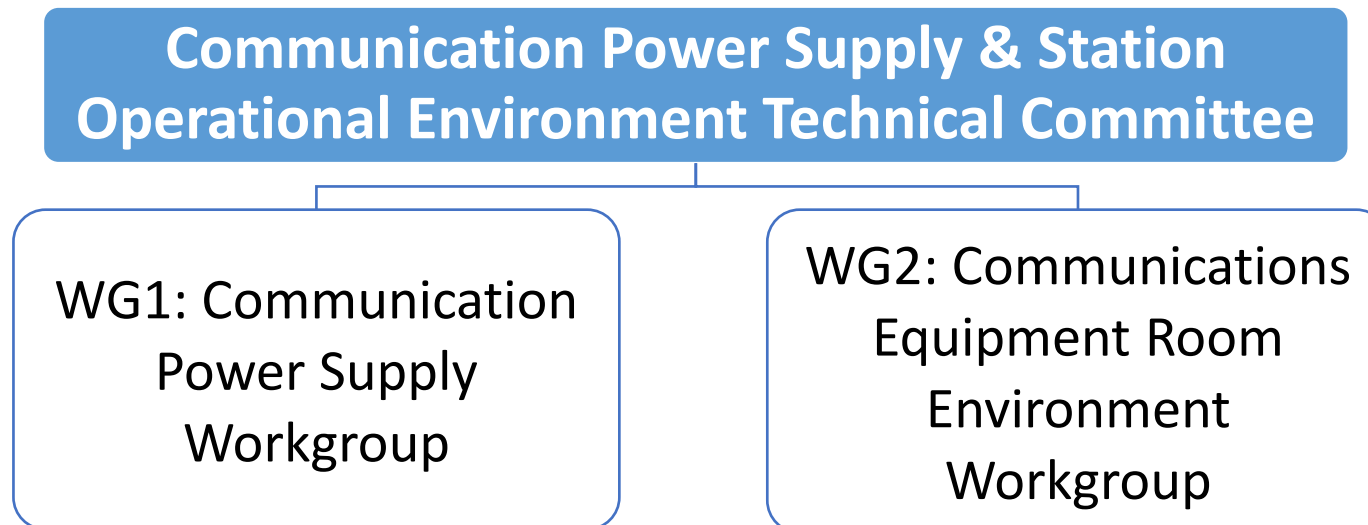 Communication Power Supply & Station
Operational Environment Technical Committee
WG1: Communication
Power Supply
Workgroup
WG2: Communications
Equipment Room
Environment
Workgroup